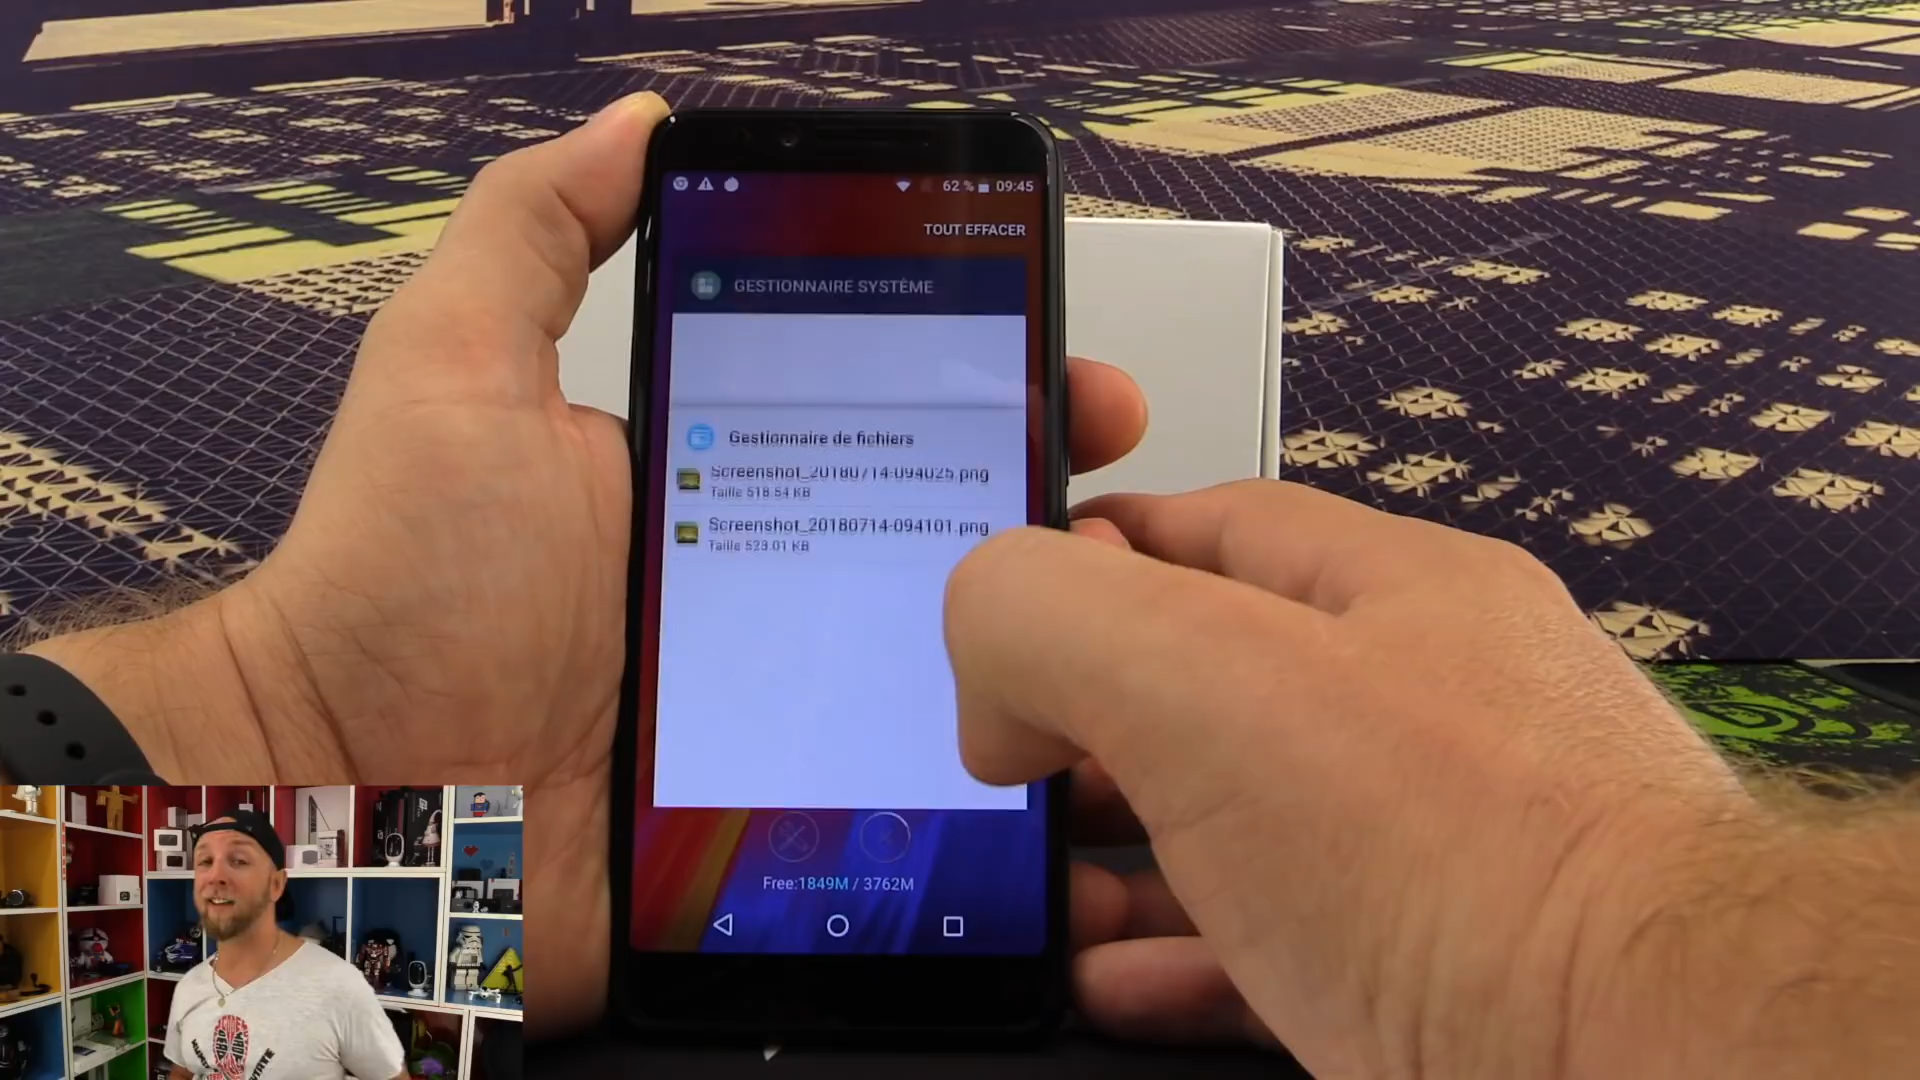 62 % 09:45
TOUT EFFACER
GESTIONNAIRE SYSTÈME
Gestionnaire de fichiers
Screenshot_20180714-094025.png
Taille 518.54 KB
Screenshot_20180714-094101.png
Taille 523.01 KB
Free:1849M / 3762M